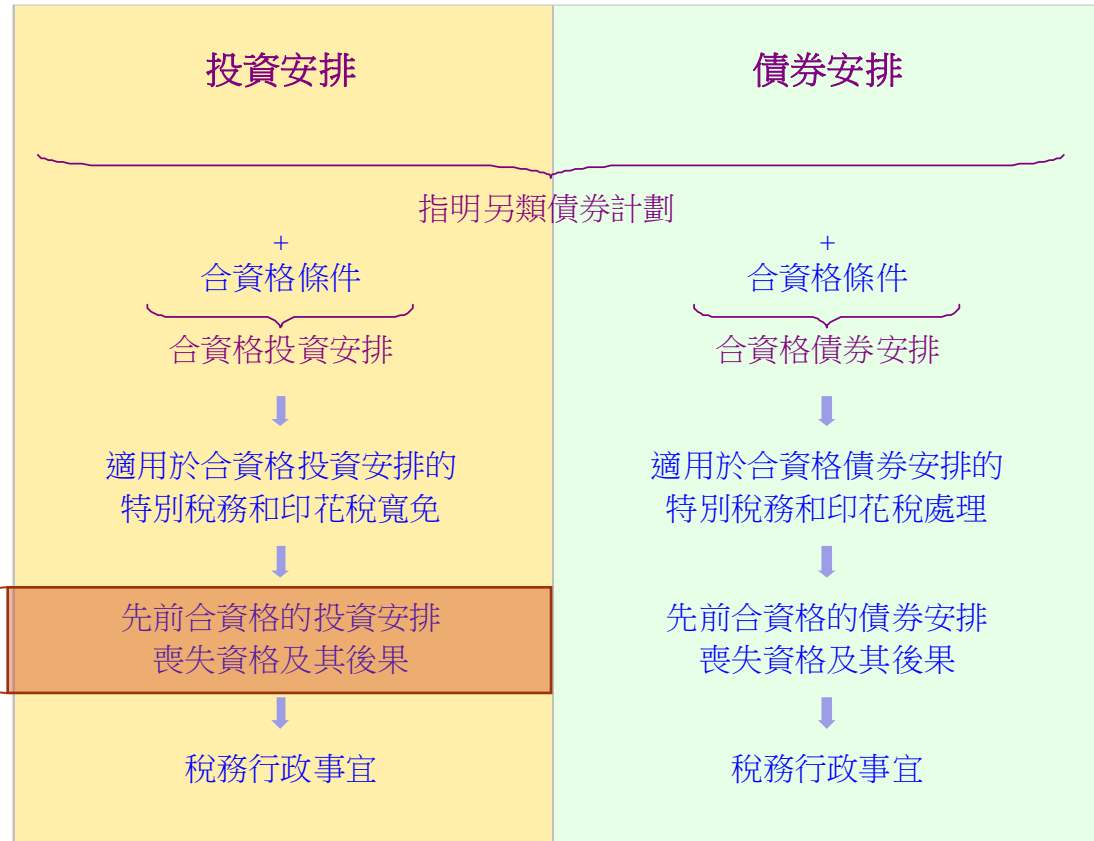 投資安排
債券安排
指明另類債券計劃
+
合資格條件
合資格投資安排
適用於合資格投資安排的
特別稅務和印花稅寬免
先前合資格的投資安排
喪失資格及其後果
稅務行政事宜
+
合資格條件
合資格債券安排
適用於合資格債券安排的
特別稅務和印花稅處理
先前合資格的債券安排
喪失資格及其後果
稅務行政事宜